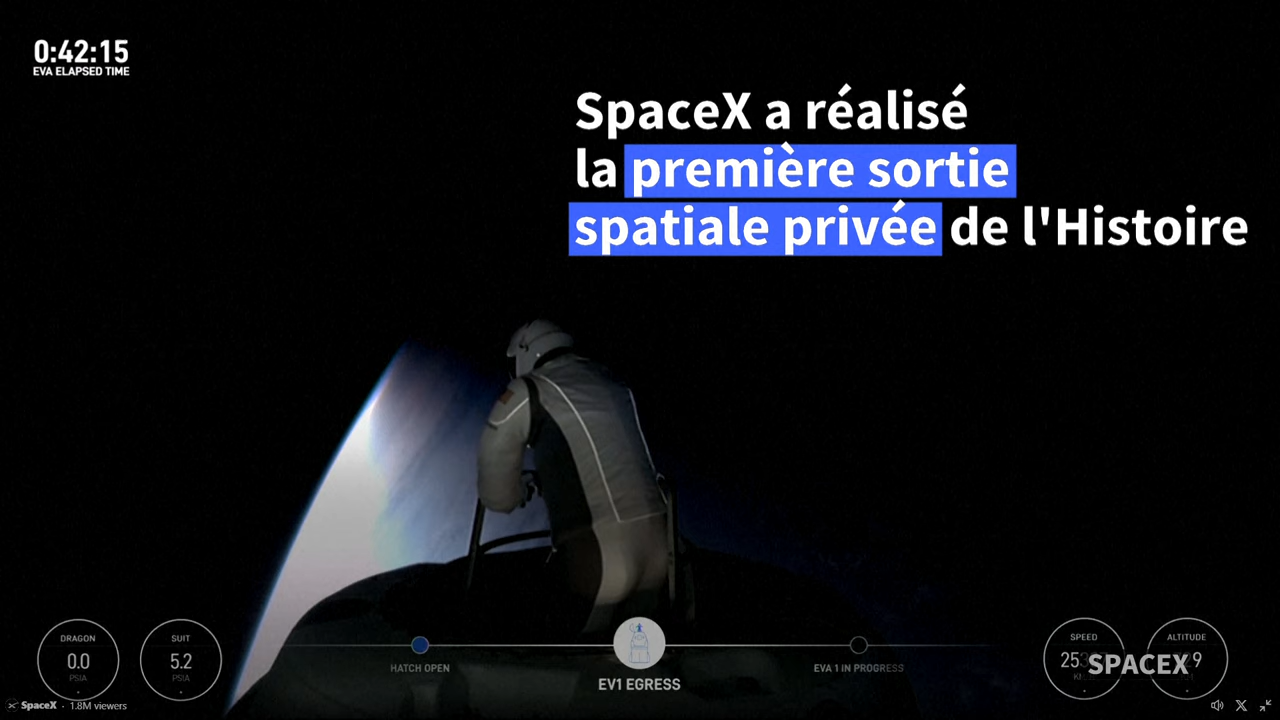 0:42:15
EVA ELAPSED TIME
SpaceX a réalisé
la première sortie
spatiale privée de l'Histoire
DRAGON
0.0
PSIA
SUIT
5.2
PSIA
HATCH OPEN
EV1 EGRESS
EVA 1 IN PROGRESS
SPEED
ALTITUDE
SPACEX
SpaceX · 1.8M viewers